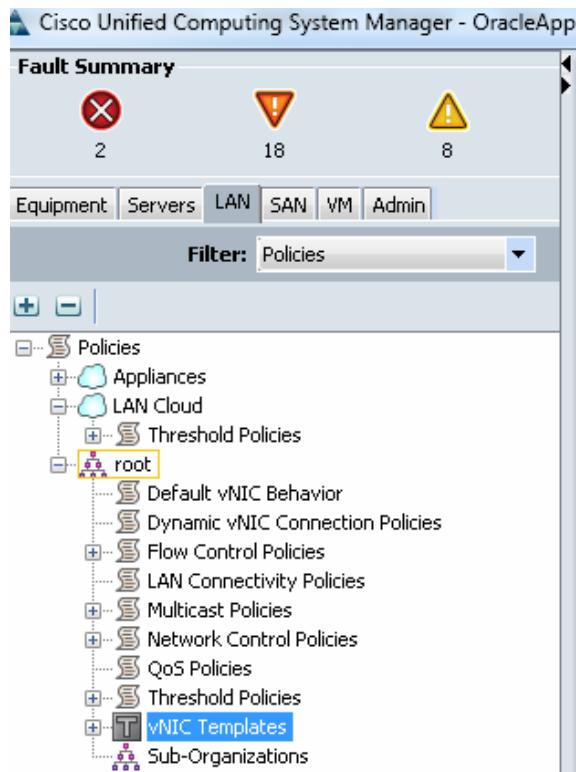 Cisco Unified Computing System Manager - OracleApp
Fault Summary
2 18 8
Equipment Servers LAN SAN VM Admin
Filter: Policies
Policies
Appliances
LAN Cloud
Threshold Policies
root
Default vNIC Behavior
Dynamic vNIC Connection Policies
Flow Control Policies
LAN Connectivity Policies
Multicast Policies
Network Control Policies
QoS Policies
Threshold Policies
vNIC Templates
Sub-Organizations